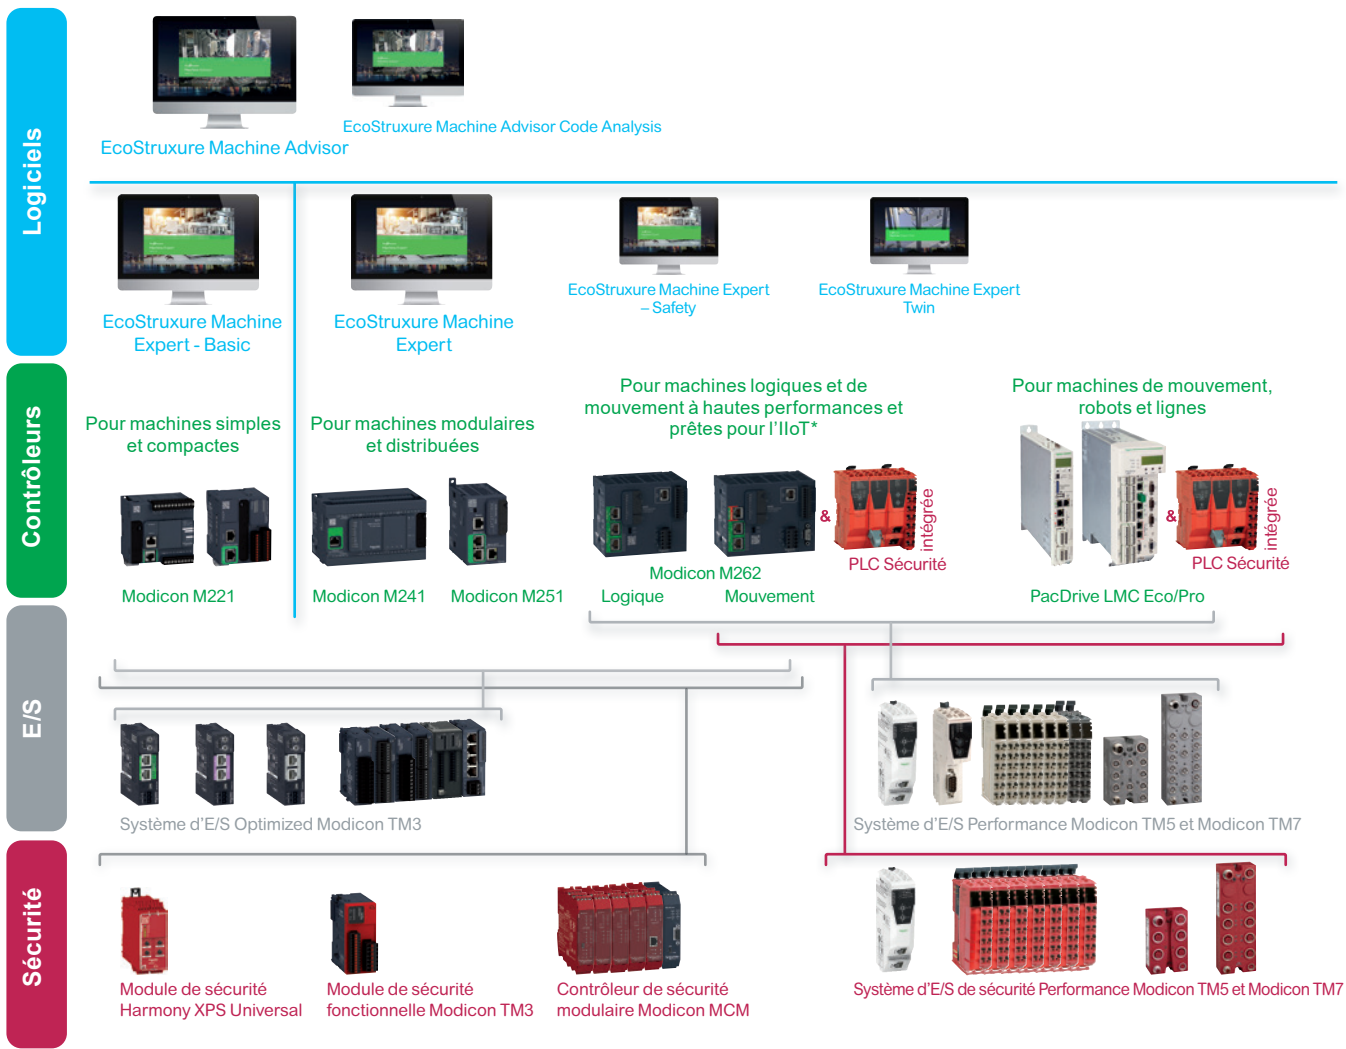 Logiciels
EcoStruxure Machine Advisor
EcoStruxure Machine Advisor Code Analysis
EcoStruxure Machine
Expert - Basic
EcoStruxure Machine
Expert
EcoStruxure Machine Expert
– Safety
EcoStruxure Machine Expert
Twin
Contrôleurs
Pour machines simples
et compactes
Pour machines modulaires
et distribuées
Pour machines logiques et de
mouvement à hautes performances et
prêtes pour l'IIoT*
Pour machines de mouvement,
robots et lignes
&
intégrée
PLC Sécurité
&
intégrée
PLC Sécurité
Modicon M221
Modicon M241
Modicon M251
Modicon M262
Logique
Mouvement
PacDrive LMC Eco/Pro
E/S
Système d'E/S Optimized Modicon TM3
Système d'E/S Performance Modicon TM5 et Modicon TM7
Sécurité
Module de sécurité
Harmony XPS Universal
Module de sécurité
fonctionnelle Modicon TM3
Contrôleur de sécurité
modulaire Modicon MCM
Système d'E/S de sécurité Performance Modicon TM5 et Modicon TM7